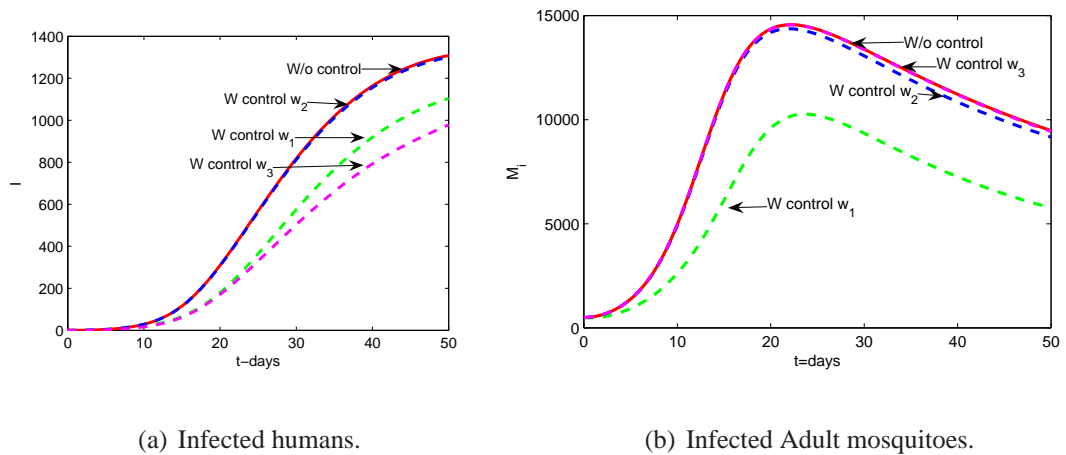 1400
1200
1000
800
600
400
200
0
I
W/o control
W control w2
W control w1
W control w3
0 10 20 30 40 50
t−days
(a) Infected humans.
15000
10000
5000
0
Mi
W/o control
W control w3
W control w2
W control w1
0 10 20 30 40 50
t=days
(b) Infected Adult mosquitoes.